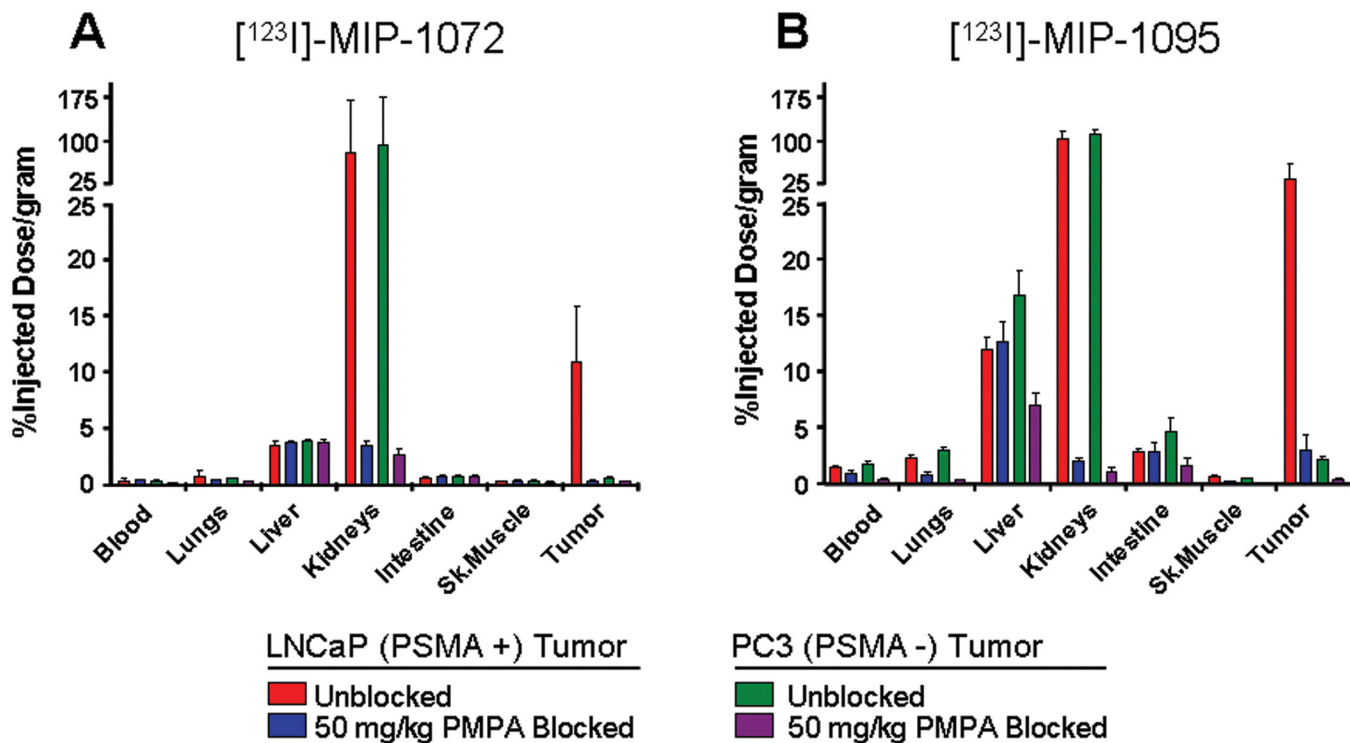 A [¹²³I]-MIP-1072
%Injected Dose/gram
175
100
25
25
20
15
10
5
0
Blood
Lungs
Liver
Kidneys
Intestine
Sk.Muscle
Tumor
B [¹²³I]-MIP-1095
%Injected Dose/gram
175
100
25
25
20
15
10
5
0
Blood
Lungs
Liver
Kidneys
Intestine
Sk.Muscle
Tumor
LNCaP (PSMA +) Tumor
Unblocked
50 mg/kg PMPA Blocked
PC3 (PSMA -) Tumor
Unblocked
50 mg/kg PMPA Blocked